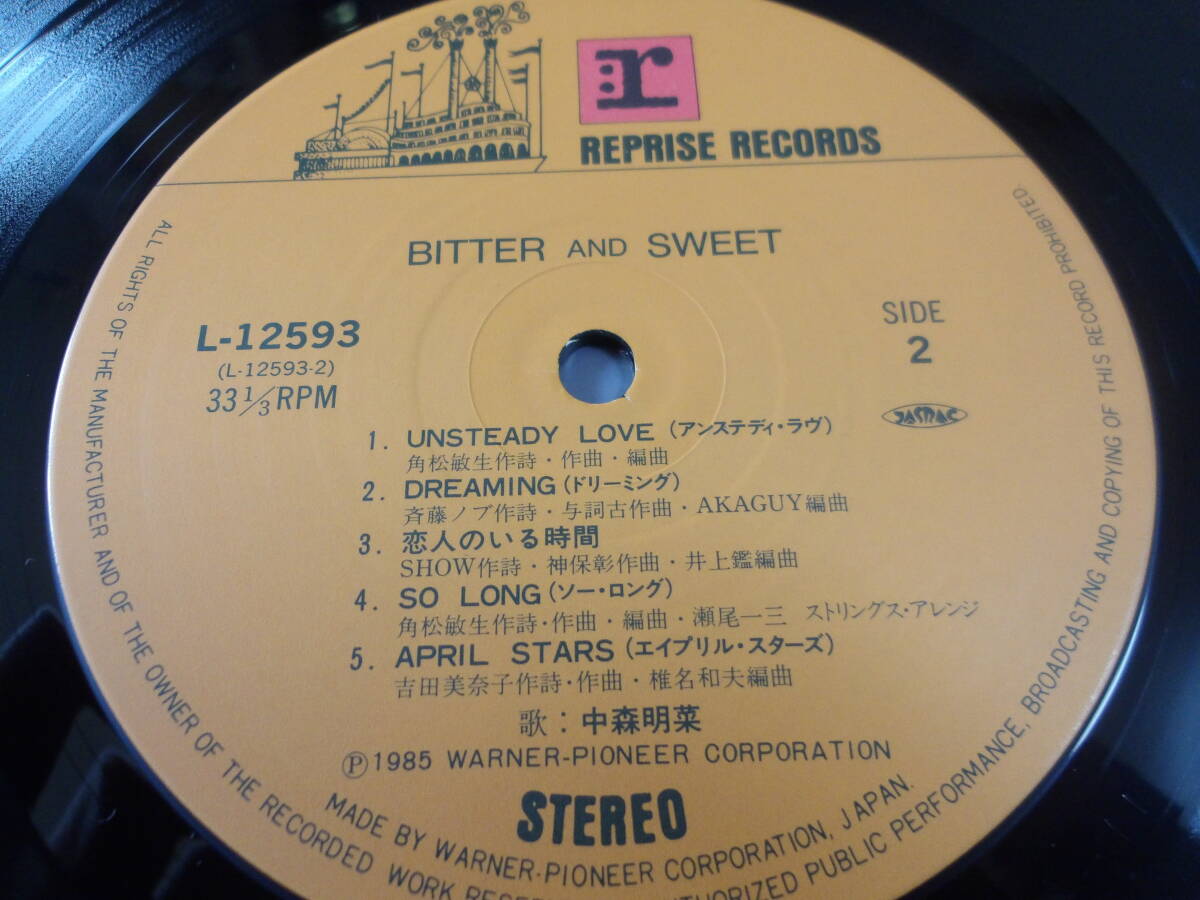 r
REPRISE RECORDS
BITTER AND SWEET
L-12593
(L-12593-2)
33 1/3 RPM
SIDE
2
JASRAC
1. UNSTEADY LOVE (アンステディ・ラヴ)
角松敏生作詩・作曲・編曲
2. DREAMING (ドリーミング)
斉藤ノブ作詩・与詞古作曲・AKAGUY編曲
3. 恋人のいる時間
SHOW作詩・神保彰作曲・井上鑑編曲
4. SO LONG (ソー・ロング)
角松敏生作詩・作曲・編曲・瀬尾一三 ストリングス・アレンジ
5. APRIL STARS (エイプリル・スターズ)
吉田美奈子作詩・作曲・椎名和夫編曲
歌：中森明菜
Ⓟ1985 WARNER-PIONEER CORPORATION
STEREO
MADE BY WARNER-PIONEER CORPORATION, JAPAN.
ALL RIGHTS OF THE MANUFACTURER AND OF THE OWNER OF THE RECORDED WORK PUBLIC PERFORMANCE, BROADCASTING AND COPYING OF THIS RECORD PROHIBITED.